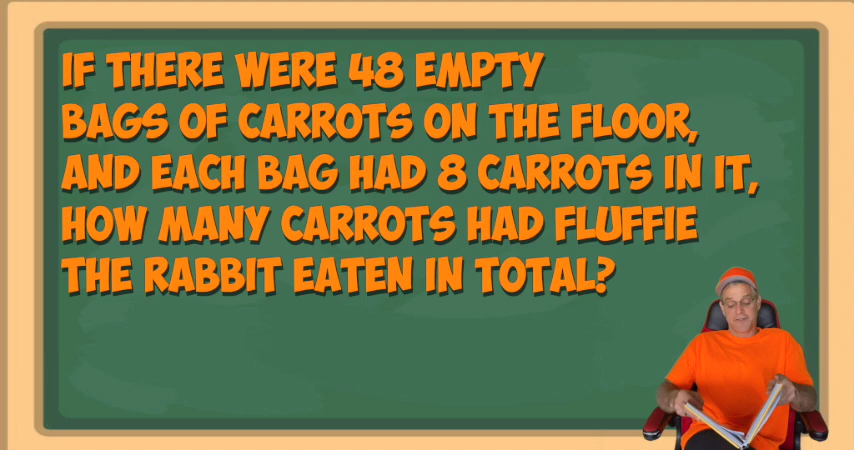 IF THERE WERE 48 EMPTY
BAGS OF CARROTS ON THE FLOOR,
AND EACH BAG HAD 8 CARROTS IN IT,
HOW MANY CARROTS HAD FLUFFIE
THE RABBIT EATEN IN TOTAL?